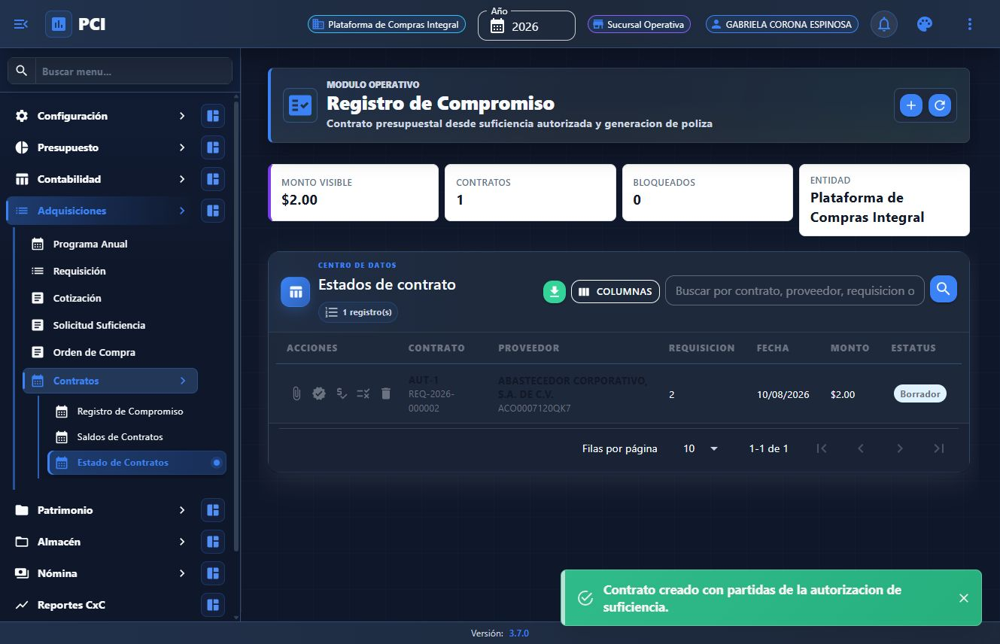 PCI
Plataforma de Compras Integral
Año
2026
Sucursal Operativa
GABRIELA CORONA ESPINOSA
Buscar menu...
Configuración
Presupuesto
Contabilidad
Adquisiciones
Programa Anual
Requisición
Cotización
Solicitud Suficiencia
Orden de Compra
Contratos
Registro de Compromiso
Saldos de Contratos
Estado de Contratos
Patrimonio
Almacén
Nómina
Reportes CxC
MODULO OPERATIVO
Registro de Compromiso
Contrato presupuestal desde suficiencia autorizada y generacion de poliza
MONTO VISIBLE
$2.00
CONTRATOS
1
BLOQUEADOS
0
ENTIDAD
Plataforma de
Compras Integral
CENTRO DE DATOS
Estados de contrato
1 registro(s)
COLUMNAS
Buscar por contrato, proveedor, requisicion o
ACCIONES CONTRATO PROVEEDOR REQUISICION FECHA MONTO ESTATUS
AUT-1
REQ-2026-
000002
ABASTECEDOR CORPORATIVO,
S.A. DE C.V.
ACO0007120QK7
2
10/08/2026
$2.00
Borrador
Filas por página 10 1-1 de 1
Contrato creado con partidas de la autorizacion de
suficiencia.
Versión: 3.7.0